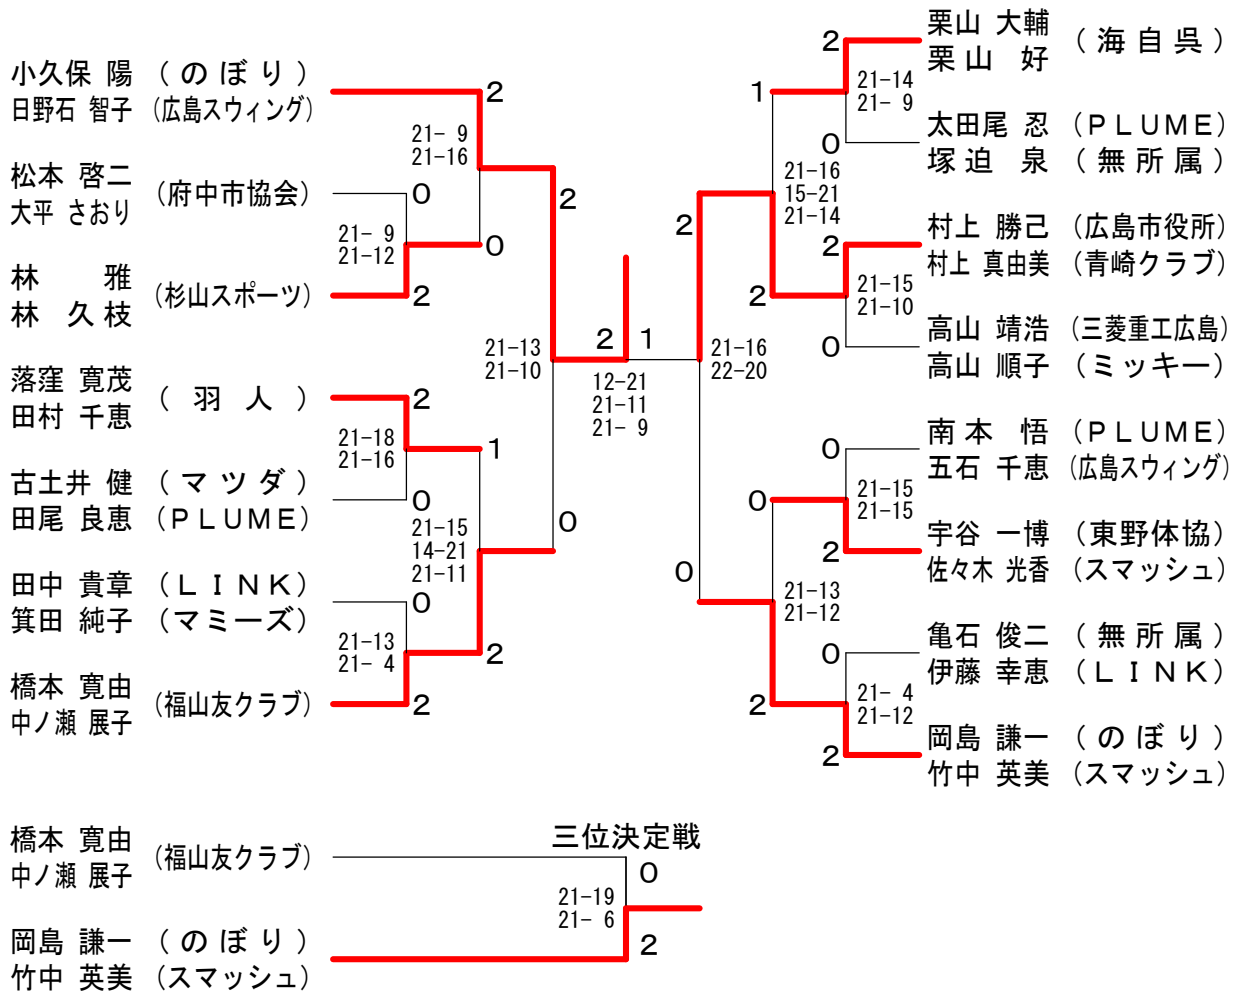 小久保 陽 (のぼり)
日野石 智子 (広島スウィング)
2
21- 9
21-16
松本 啓二
大平 さおり
(府中市協会)
0
21- 9
21-12
0
林 雅
林 久枝
(杉山スポーツ)
2
2
21-13
21-10
落窪 寛茂
田村 千恵
(羽人)
2
21-18
21-16
1
古土井 健 (マツダ)
田尾 良恵 (PLUME)
0
21-15
14-21
21-11
0
田中 貴章 (LINK)
箕田 純子 (マミーズ)
0
21-13
21- 4
2
橋本 寛由
中ノ瀬 展子
(福山友クラブ)
2
2 1
12-21
21-11
21- 9
栗山 大輔
栗山 好
(海自呉)
2
21-14
21- 9
1
太田尾 忍 (PLUME)
塚迫 泉 (無所属)
0
21-16
15-21
21-14
2
村上 勝己 (広島市役所)
村上 真由美 (青崎クラブ)
2
21-15
21-10
2
高山 靖浩 (三菱重工広島)
高山 順子 (ミッキー)
0
21-16
22-20
南本 悟 (PLUME)
五石 千恵 (広島スウィング)
0
21-15
21-15
0
宇谷 一博 (東野体協)
佐々木 光香 (スマッシュ)
2
0
21-13
21-12
亀石 俊二 (無所属)
伊藤 幸恵 (LINK)
0
21- 4
21-12
2
岡島 謙一 (のぼり)
竹中 英美 (スマッシュ)
2
三位決定戦
橋本 寛由
中ノ瀬 展子
(福山友クラブ)
0
21-19
21- 6
2
岡島 謙一 (のぼり)
竹中 英美 (スマッシュ)